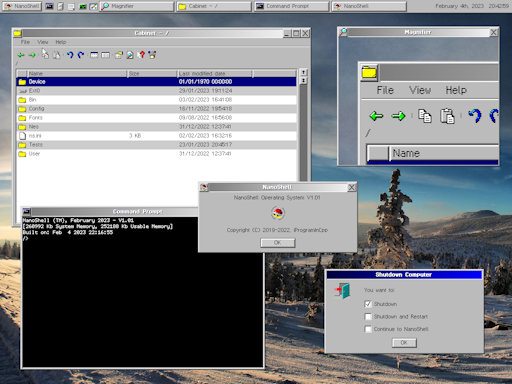 NanoShell Magnifier Cabinet - / Command Prompt NanoShell February 4th, 2023 20:42:59
Cabinet - /
File View Help
Name Size Last modified date
Device 01/01/1970 00:00:00
Ext0 29/01/2023 19:11:24
Bin 03/02/2023 16:41:08
Config 16/11/2022 19:54:18
Fonts 09/08/2022 16:56:08
Nes 31/12/2022 12:37:41
ns.ini 3 KB 02/02/2023 16:32:16
Tests 23/01/2023 20:45:17
User 31/12/2022 12:37:41
Magnifier
File View Help
/
Name
Command Prompt
NanoShell (TM), February 2023 - V1.01
[260992 Kb System Memory, 252188 Kb Usable Memory]
Built on: Feb 4 2023 22:16:55
/>
NanoShell
NanoShell Operating System V1.01
Copyright (C) 2019-2022, iProgramInCpp
OK
Shutdown Computer
You want to:
Shutdown
Shutdown and Restart
Continue to NanoShell
OK